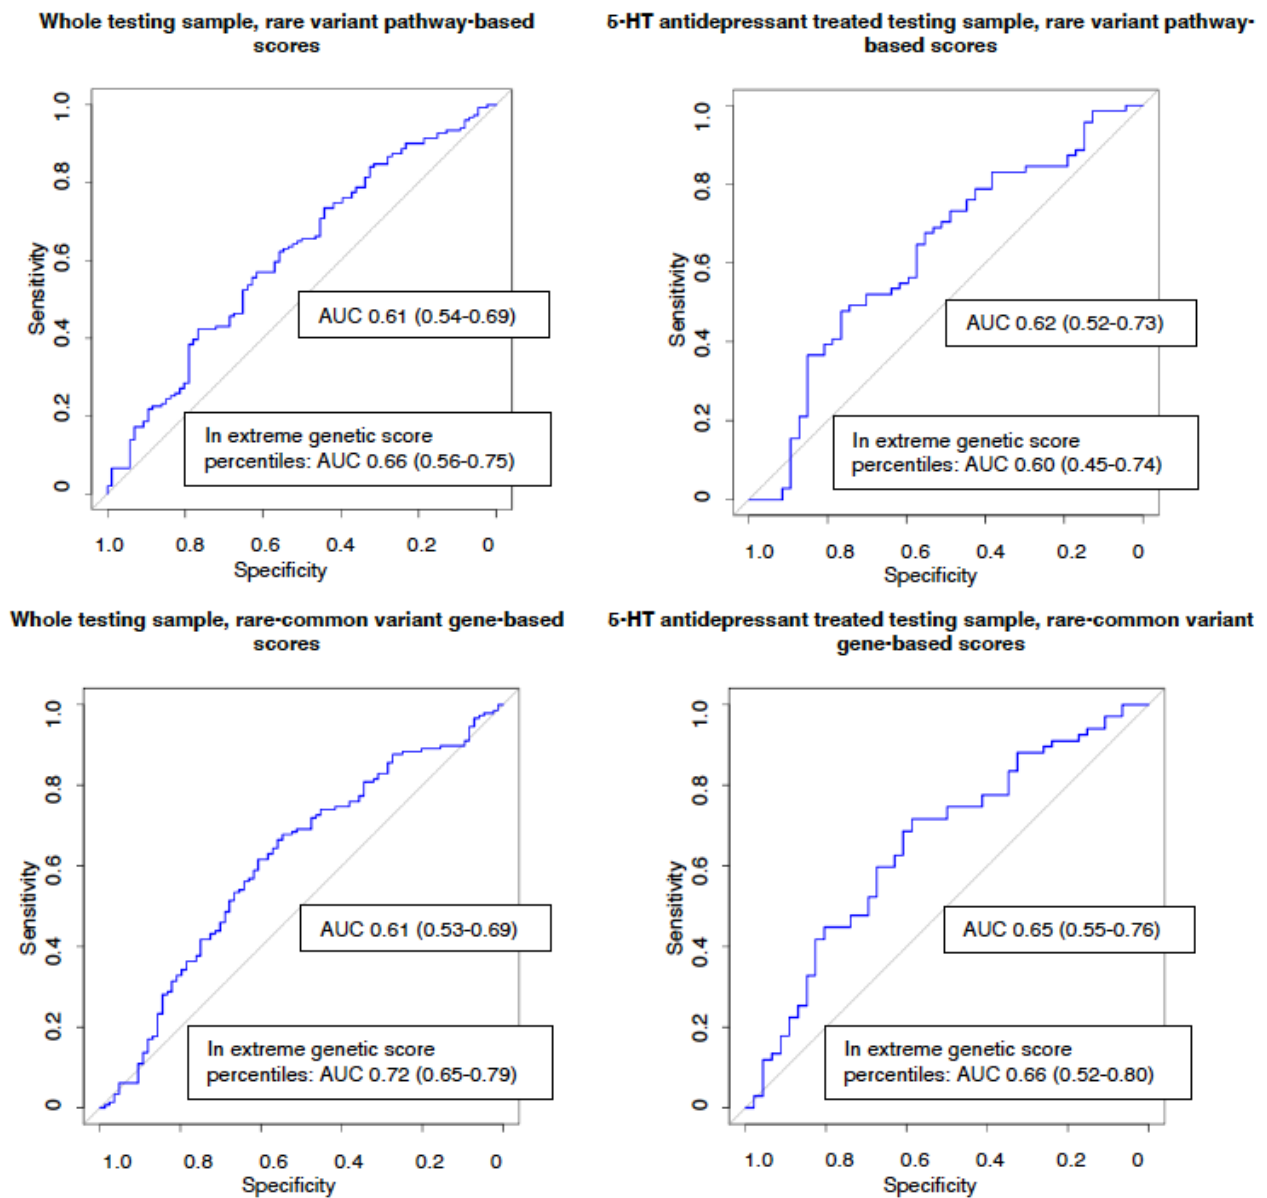 Whole testing sample, rare variant pathway-based
scores
1.0
0.8
0.6
0.4
0.2
0
Sensitivity
AUC 0.61 (0.54-0.69)
In extreme genetic score
percentiles: AUC 0.66 (0.56-0.75)
1.0 0.8 0.6 0.4 0.2 0
Specificity
5-HT antidepressant treated testing sample, rare variant pathway-
based scores
1.0
0.8
0.6
0.4
0.2
0
Sensitivity
AUC 0.62 (0.52-0.73)
In extreme genetic score
percentiles: AUC 0.60 (0.45-0.74)
1.0 0.8 0.6 0.4 0.2 0
Specificity
Whole testing sample, rare-common variant gene-based
scores
1.0
0.8
0.6
0.4
0.2
0
Sensitivity
AUC 0.61 (0.53-0.69)
In extreme genetic score
percentiles: AUC 0.72 (0.65-0.79)
1.0 0.8 0.6 0.4 0.2 0
Specificity
5-HT antidepressant treated testing sample, rare-common variant
gene-based scores
1.0
0.8
0.6
0.4
0.2
0
Sensitivity
AUC 0.65 (0.55-0.76)
In extreme genetic score
percentiles: AUC 0.66 (0.52-0.80)
1.0 0.8 0.6 0.4 0.2 0
Specificity